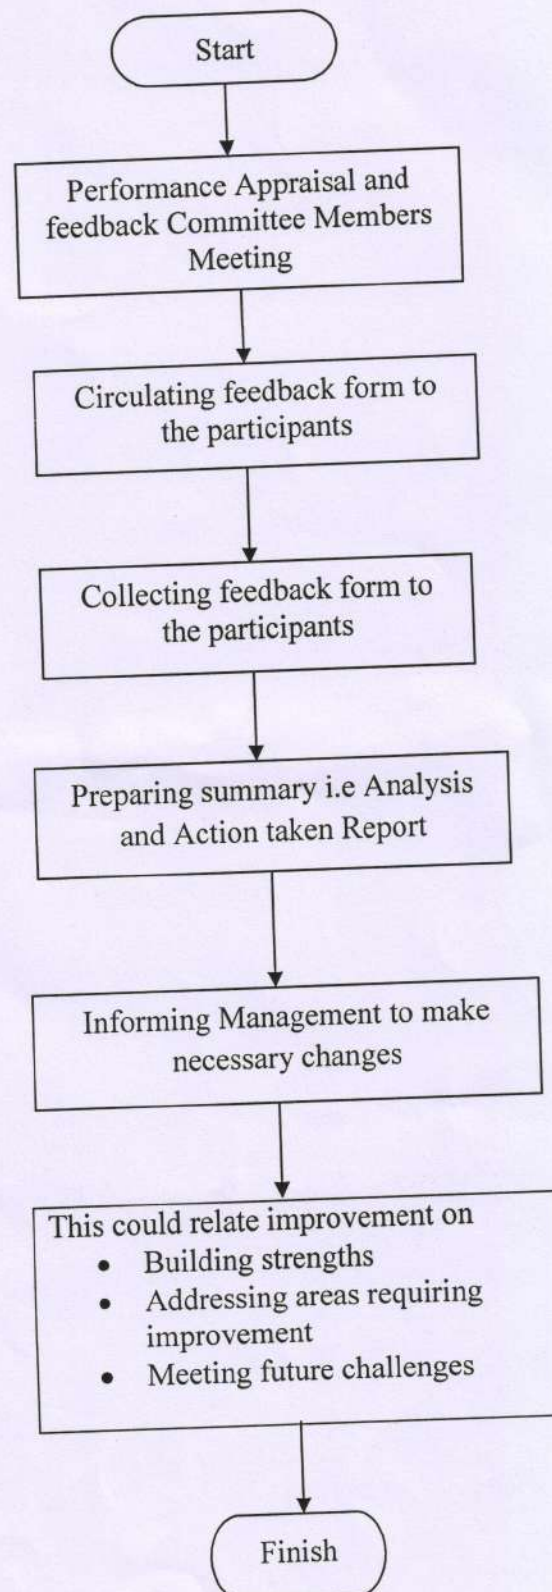 Start
Performance Appraisal and
feedback Committee Members
Meeting
Circulating feedback form to
the participants
Collecting feedback form to
the participants
Preparing summary i.e Analysis
and Action taken Report
Informing Management to make
necessary changes
This could relate improvement on
• Building strengths
• Addressing areas requiring
improvement
• Meeting future challenges
Finish